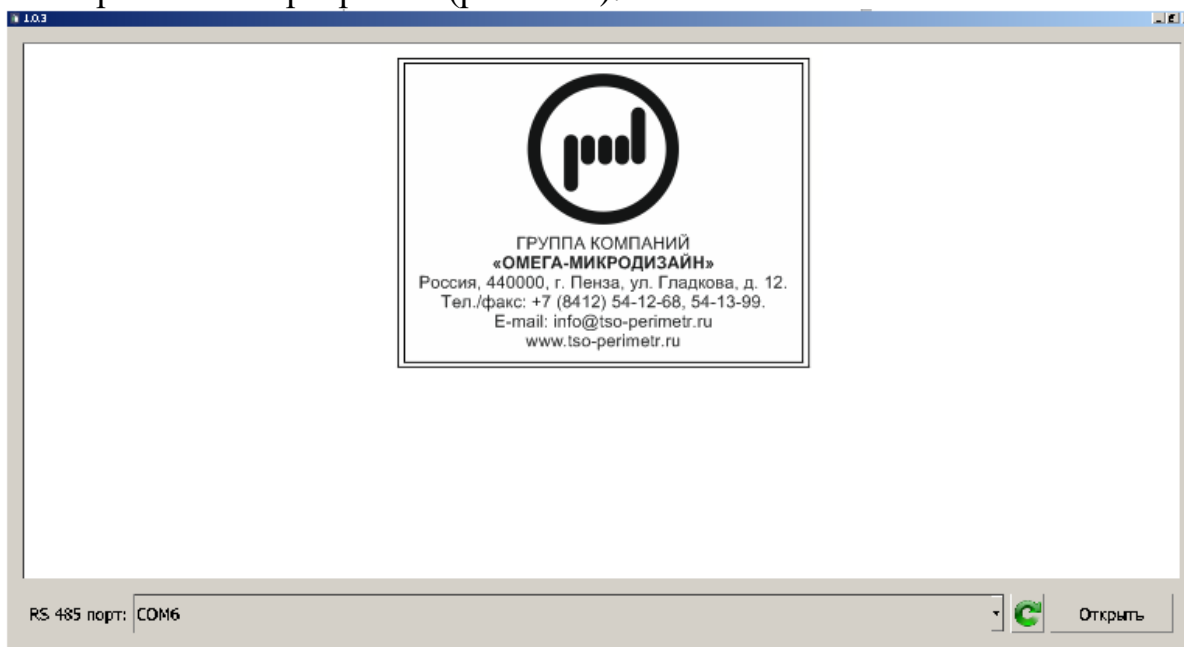 1.0.3
ГРУППА КОМПАНИЙ
«ОМЕГА-МИКРОДИЗАЙН»
Россия, 440000, г. Пенза, ул. Гладкова, д. 12.
Тел./факс: +7 (8412) 54-12-68, 54-13-99.
E-mail: info@tso-perimetr.ru
www.tso-perimetr.ru
RS 485 порт: COM6 Открыть